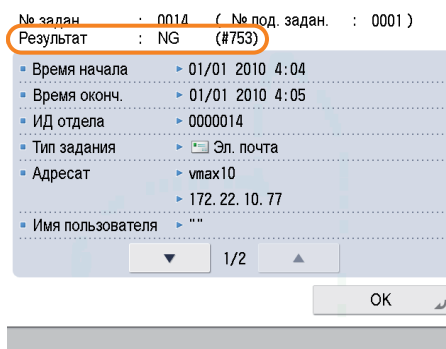 № задан. : 0014 ( № под. задан. : 0001 )
Результат : NG (#753)
Время начала 01/01 2010 4:04
Время оконч. 01/01 2010 4:05
ИД отдела 0000014
Тип задания Эл. почта
Адресат vmax10
172. 22. 10. 77
Имя пользователя ""
1/2
OK